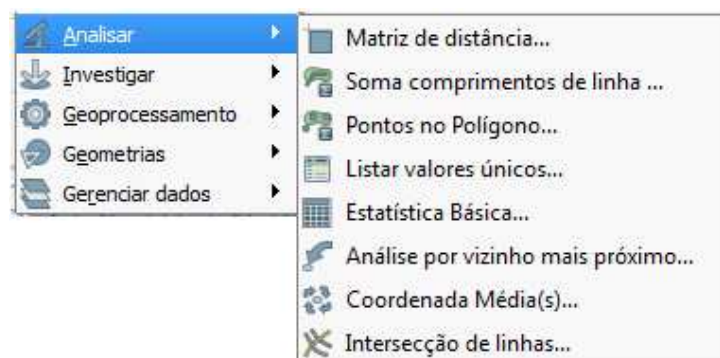 Analisar
Investigar
Geoprocessamento
Geometrias
Gerenciar dados
Matriz de distância...
Soma comprimentos de linha ...
Pontos no Polígono...
Listar valores únicos...
Estatística Básica...
Análise por vizinho mais próximo...
Coordenada Média(s)...
Intersecção de linhas...